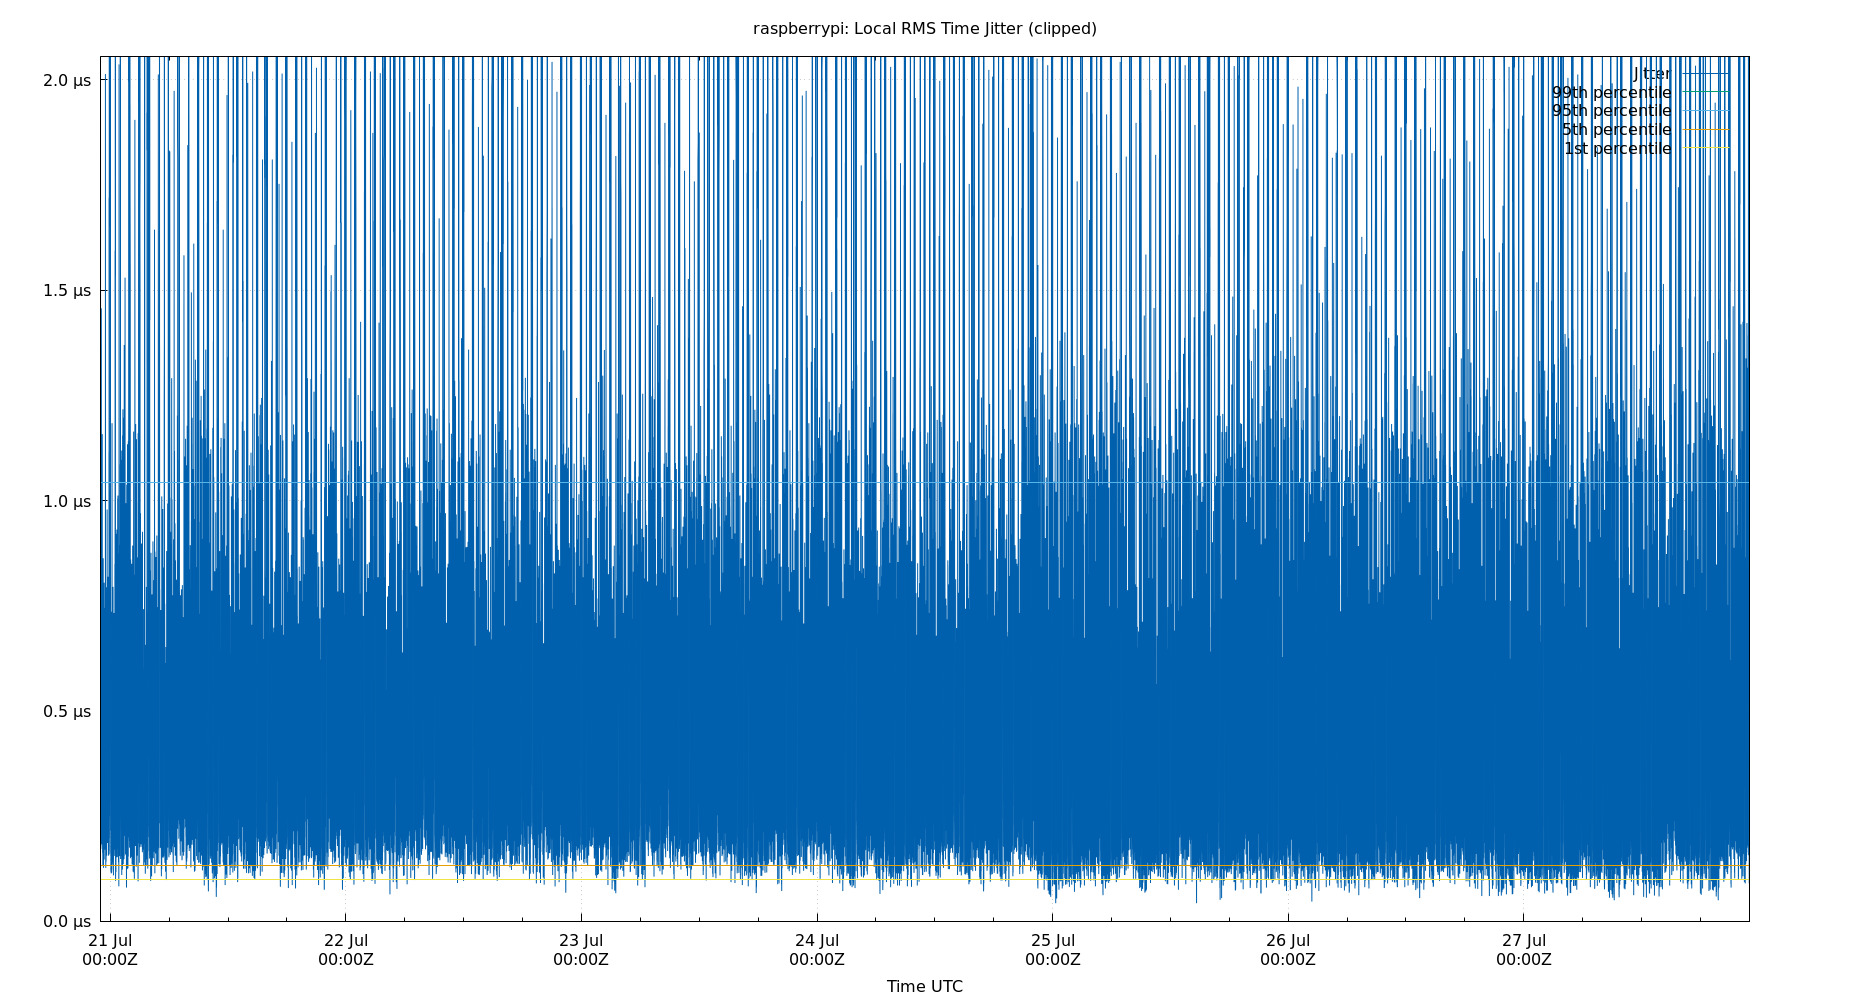 raspberrypi: Local RMS Time Jitter (clipped)
2.0 µs
1.5 µs
1.0 µs
0.5 µs
0.0 µs
Jitter
99th percentile
95th percentile
5th percentile
1st percentile
21 Jul 22 Jul 23 Jul 24 Jul 25 Jul 26 Jul 27 Jul
00:00Z 00:00Z 00:00Z 00:00Z 00:00Z 00:00Z 00:00Z
Time UTC